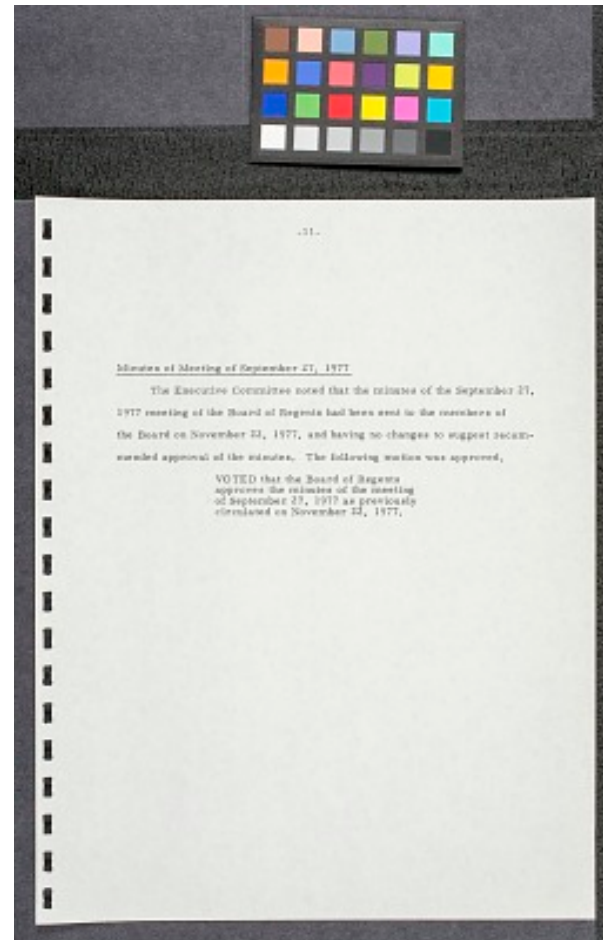 -11-
Minutes of Meeting of September 27, 1977
The Executive Committee noted that the minutes of the September 27,
1977 meeting of the Board of Regents had been sent to the members of
the Board on November 22, 1977, and having no changes to suggest recom-
mended approval of the minutes. The following motion was approved,
VOTED that the Board of Regents
approves the minutes of the meeting
of September 27, 1977 as previously
circulated on November 22, 1977.